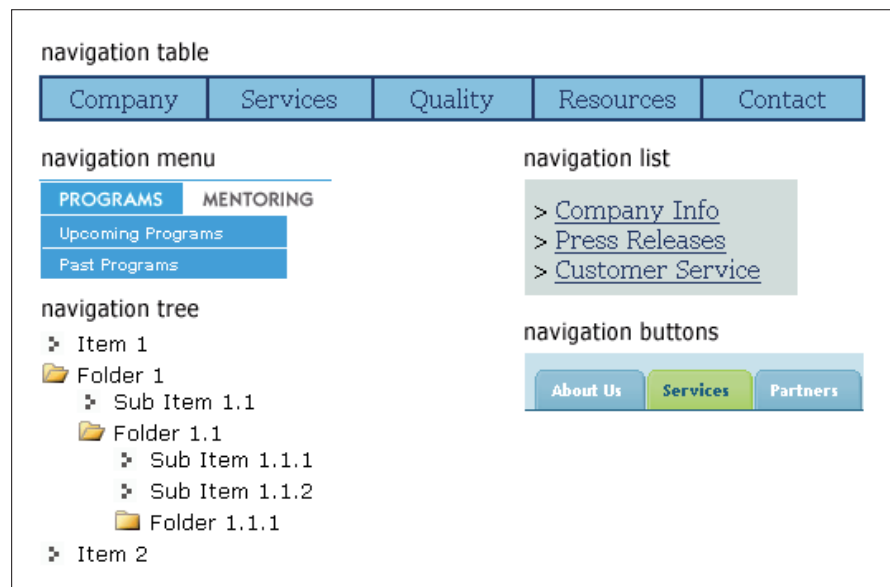 navigation table
Company Services Quality Resources Contact
navigation menu
PROGRAMS MENTORING
Upcoming Programs
Past Programs
navigation list
> Company Info
> Press Releases
> Customer Service
navigation tree
Item 1
Folder 1
Sub Item 1.1
Folder 1.1
Sub Item 1.1.1
Sub Item 1.1.2
Folder 1.1.1
Item 2
navigation buttons
About Us Services Partners